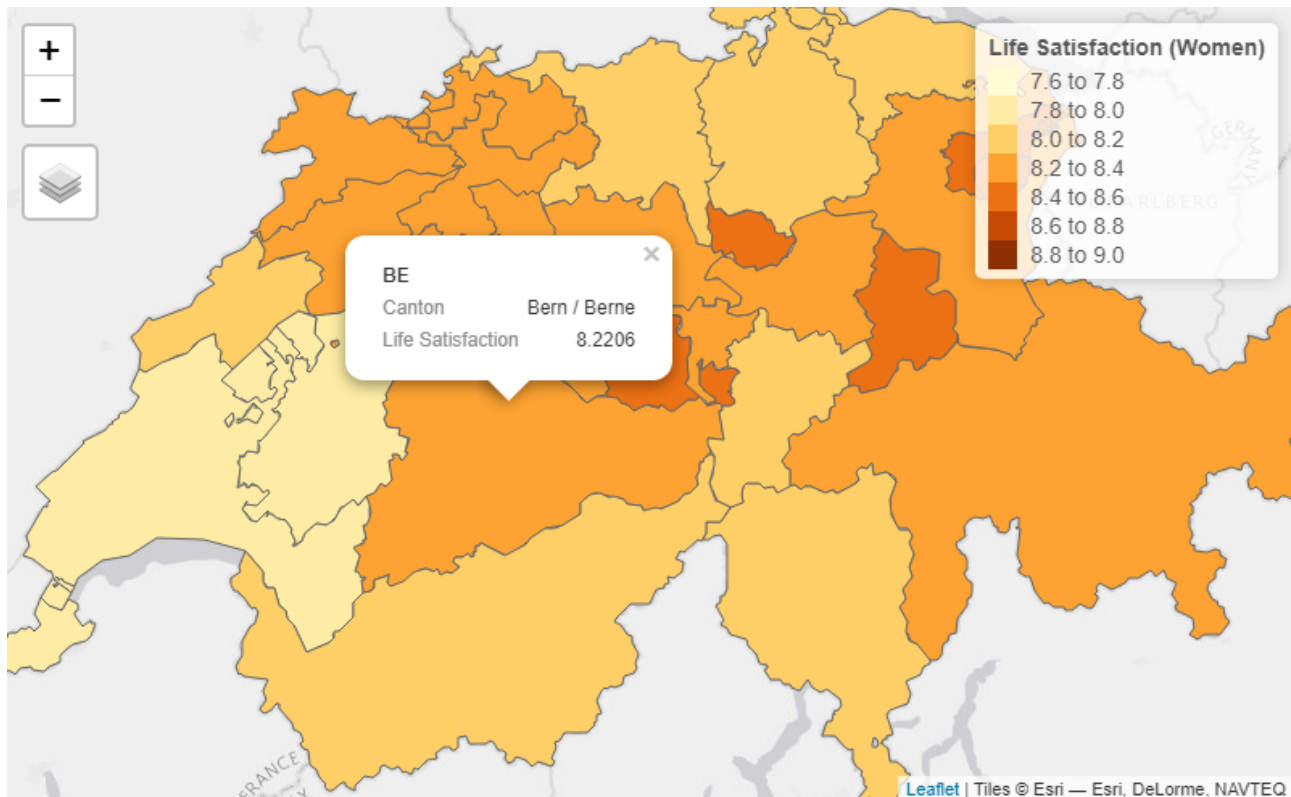 +
−
Life Satisfaction (Women)
7.6 to 7.8
7.8 to 8.0
8.0 to 8.2
8.2 to 8.4
8.4 to 8.6
8.6 to 8.8
8.8 to 9.0
BE
×
Canton Bern / Berne
Life Satisfaction 8.2206
FRANCE
Leaflet | Tiles © Esri — Esri, DeLorme, NAVTEQ